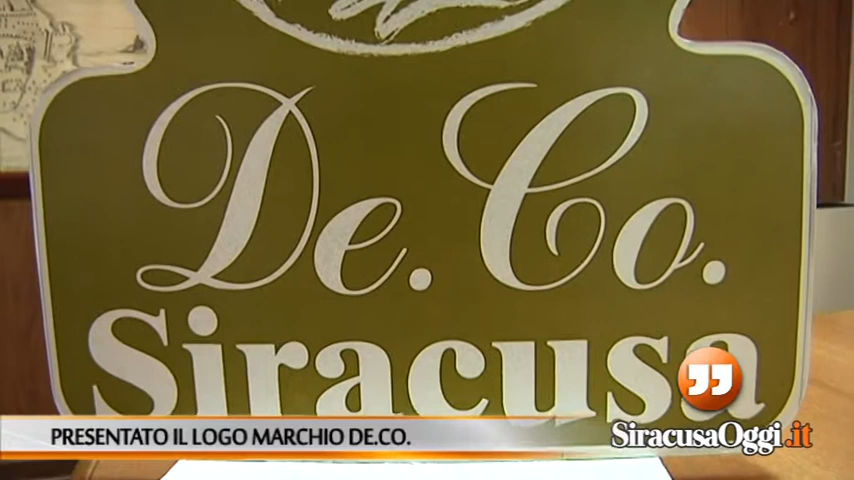 De. Co.
Siracusa
PRESENTATO IL LOGO MARCHIO DE.CO.
SiracusaOggi.it